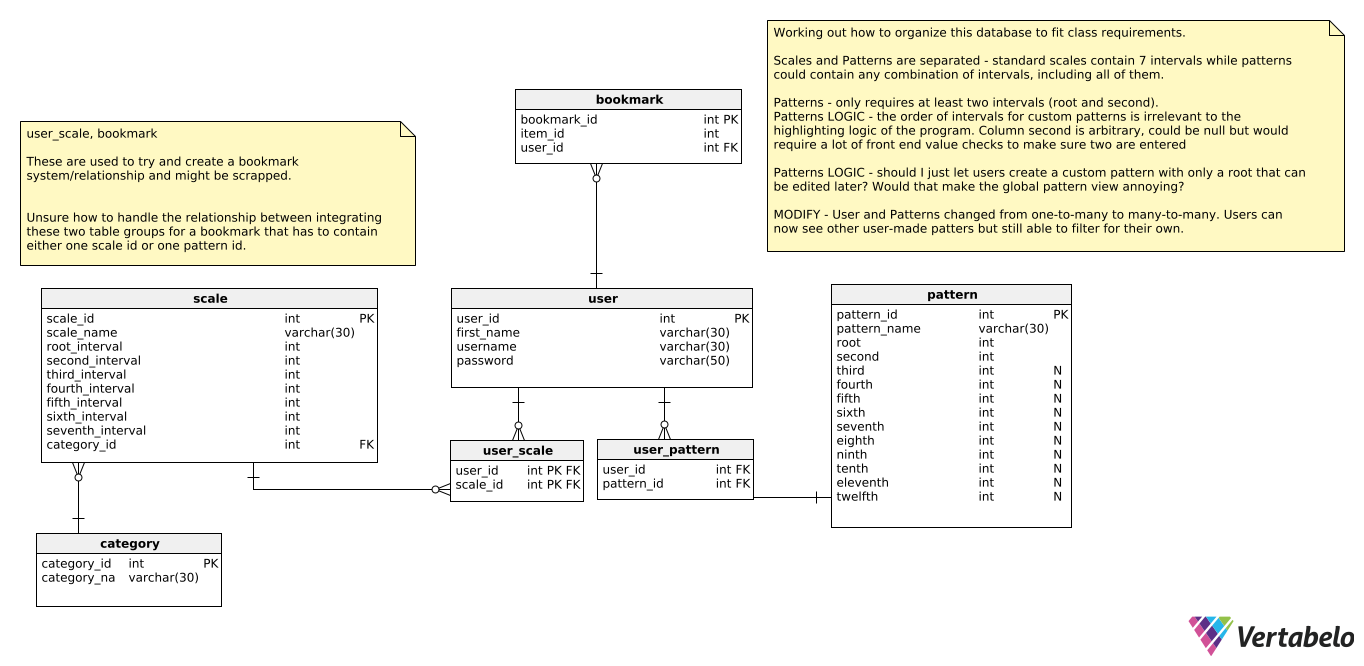 Working out how to organize this database to fit class requirements.
Scales and Patterns are separated - standard scales contain 7 intervals while patterns
could contain any combination of intervals, including all of them.
Patterns - only requires at least two intervals (root and second).
Patterns LOGIC - the order of intervals for custom patterns is irrelevant to the
highlighting logic of the program. Column second is arbitrary, could be null but would
require a lot of front end value checks to make sure two are entered
Patterns LOGIC - should I just let users create a custom pattern with only a root that can
be edited later? Would that make the global pattern view annoying?
MODIFY - User and Patterns changed from one-to-many to many-to-many. Users can
now see other user-made patters but still able to filter for their own.
bookmark
bookmark_id int PK
item_id int
user_id int FK
user_scale, bookmark
These are used to try and create a bookmark
system/relationship and might be scrapped.
Unsure how to handle the relationship between integrating
these two table groups for a bookmark that has to contain
either one scale id or one pattern id.
scale
scale_id int PK
scale_name varchar(30)
root_interval int
second_interval int
third_interval int
fourth_interval int
fifth_interval int
sixth_interval int
seventh_interval int
category_id int FK
user
user_id int PK
first_name varchar(30)
username varchar(30)
password varchar(50)
pattern
pattern_id int PK
pattern_name varchar(30)
root int
second int
third int N
fourth int N
fifth int N
sixth int N
seventh int N
eighth int N
ninth int N
tenth int N
eleventh int N
twelfth int N
user_scale
user_id int PK FK
scale_id int PK FK
user_pattern
user_id int FK
pattern_id int FK
category
category_id int PK
category_na varchar(30)
Vertabelo